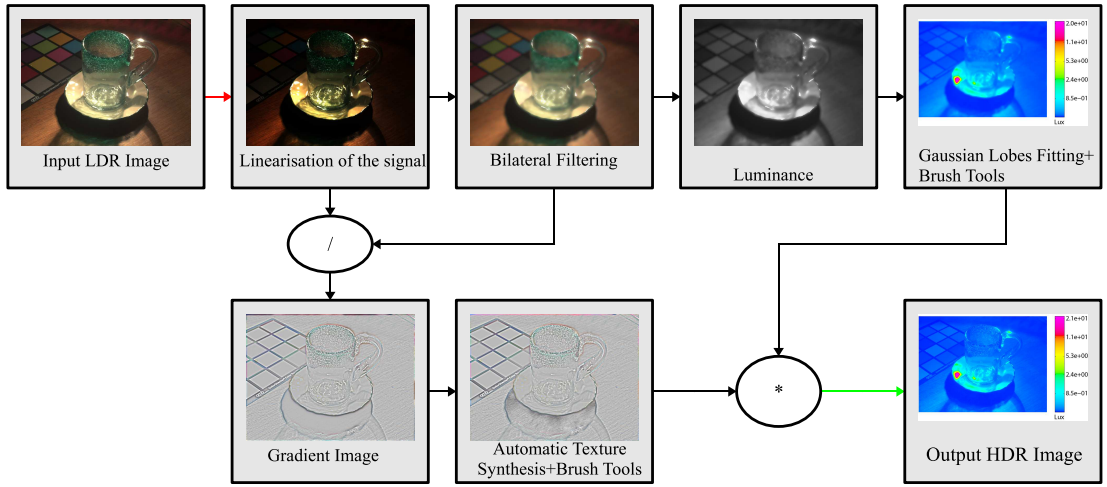 Input LDR Image
Linearisation of the signal
Bilateral Filtering
Luminance
2.0e+01
1.1e+01
5.3e+00
2.4e+00
8.5e-01
Lux
Gaussian Lobes Fitting+
Brush Tools
/
Gradient Image
Automatic Texture
Synthesis+Brush Tools
*
2.1e+01
1.1e+01
5.3e+00
2.4e+00
8.5e-01
Lux
Output HDR Image